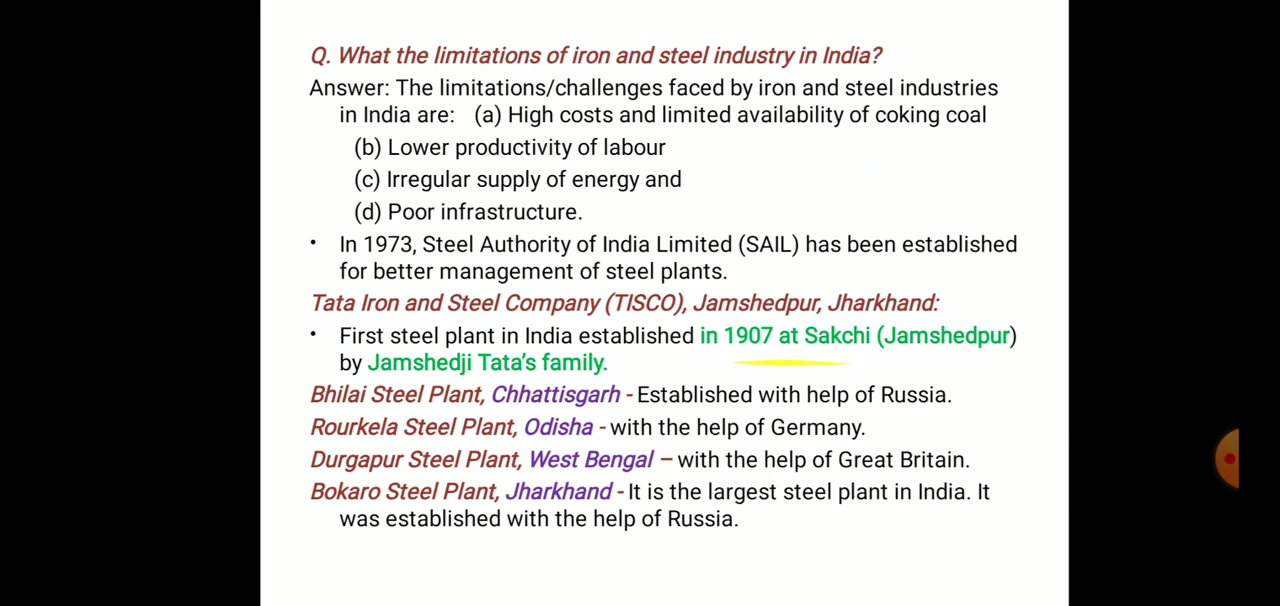 Q. What the limitations of iron and steel industry in India?
Answer: The limitations/challenges faced by iron and steel industries
in India are: (a) High costs and limited availability of coking coal
(b) Lower productivity of labour
(c) Irregular supply of energy and
(d) Poor infrastructure.
• In 1973, Steel Authority of India Limited (SAIL) has been established
for better management of steel plants.
Tata Iron and Steel Company (TISCO), Jamshedpur, Jharkhand:
• First steel plant in India established in 1907 at Sakchi (Jamshedpur)
by Jamshedji Tata's family.
Bhilai Steel Plant, Chhattisgarh - Established with help of Russia.
Rourkela Steel Plant, Odisha - with the help of Germany.
Durgapur Steel Plant, West Bengal – with the help of Great Britain.
Bokaro Steel Plant, Jharkhand - It is the largest steel plant in India. It
was established with the help of Russia.